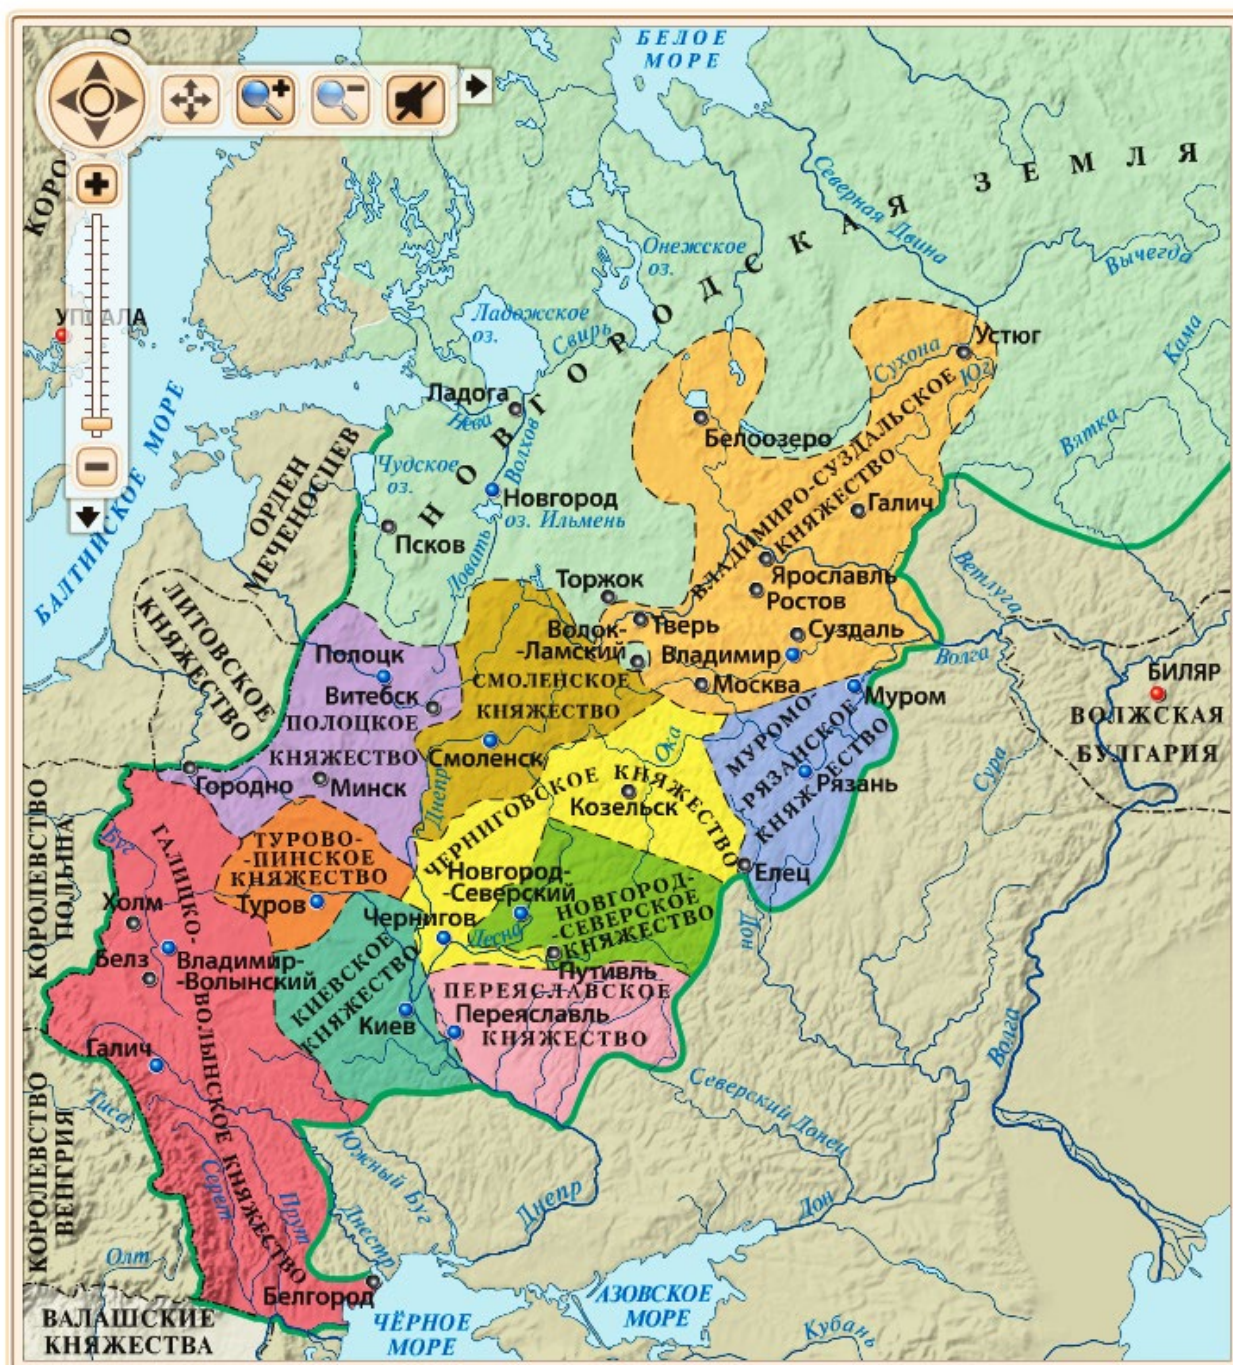 БЕЛОЕ
МОРЕ
КОРО
НОВГОРОДСКАЯ ЗЕМЛЯ
Северная Двина
Вычегда
Онежское
оз.
Ладожское
оз.
Свирь
УПСАЛА
Устюг
Сухона
Юг
Кама
Вятка
Ладога
Нева
Волхов
Белоозеро
БАЛТИЙСКОЕ МОРЕ
ОРДЕН
МЕЧЕНОСЦЕВ
Чудское
оз.
Новгород
оз. Ильмень
Псков
Ловать
ВЛАДИМИРО-СУЗДАЛЬСКОЕ
КНЯЖЕСТВО
Галич
Ярославль
Ростов
Ветлуга
ЛИТОВСКОЕ
КНЯЖЕСТВО
Торжок
Тверь
Волок-
-Ламский
Суздаль
Владимир
Москва
Волга
Полоцк
Витебск
ПОЛОЦКОЕ
КНЯЖЕСТВО
СМОЛЕНСКОЕ
КНЯЖЕСТВО
Смоленск
Муром
БИЛЯР
ВОЛЖСКАЯ
БУЛГАРИЯ
Сура
Ока
МУРОМО-
-РЯЗАНСКОЕ
КНЯЖЕСТВО
Рязань
Городно
Минск
Днепр
ЧЕРНИГОВСКОЕ КНЯЖЕСТВО
Козельск
Елец
КОРОЛЕВСТВО
ПОЛЬША
Буг
ГАЛИЦКО-
-ВОЛЫНСКОЕ КНЯЖЕСТВО
ТУРОВО-
-ПИНСКОЕ
КНЯЖЕСТВО
Туров
Новгород-
-Северский
НОВГОРОД-
-СЕВЕРСКОЕ
КНЯЖЕСТВО
Чернигов
Десна
Путивль
Дон
Холм
Белз
Владимир-
-Волынский
КИЕВСКОЕ
КНЯЖЕСТВО
Киев
ПЕРЕЯСЛАВСКОЕ
Переяславль
КНЯЖЕСТВО
Галич
Волга
КОРОЛЕВСТВО
ВЕНГРИЯ
Тиса
Северский Донец
Южный Буг
Днестр
Днепр
Дон
Серет
Прут
Олт
Белгород
ВАЛАШСКИЕ
КНЯЖЕСТВА
ЧЁРНОЕ
МОРЕ
АЗОВСКОЕ
МОРЕ
Кубань